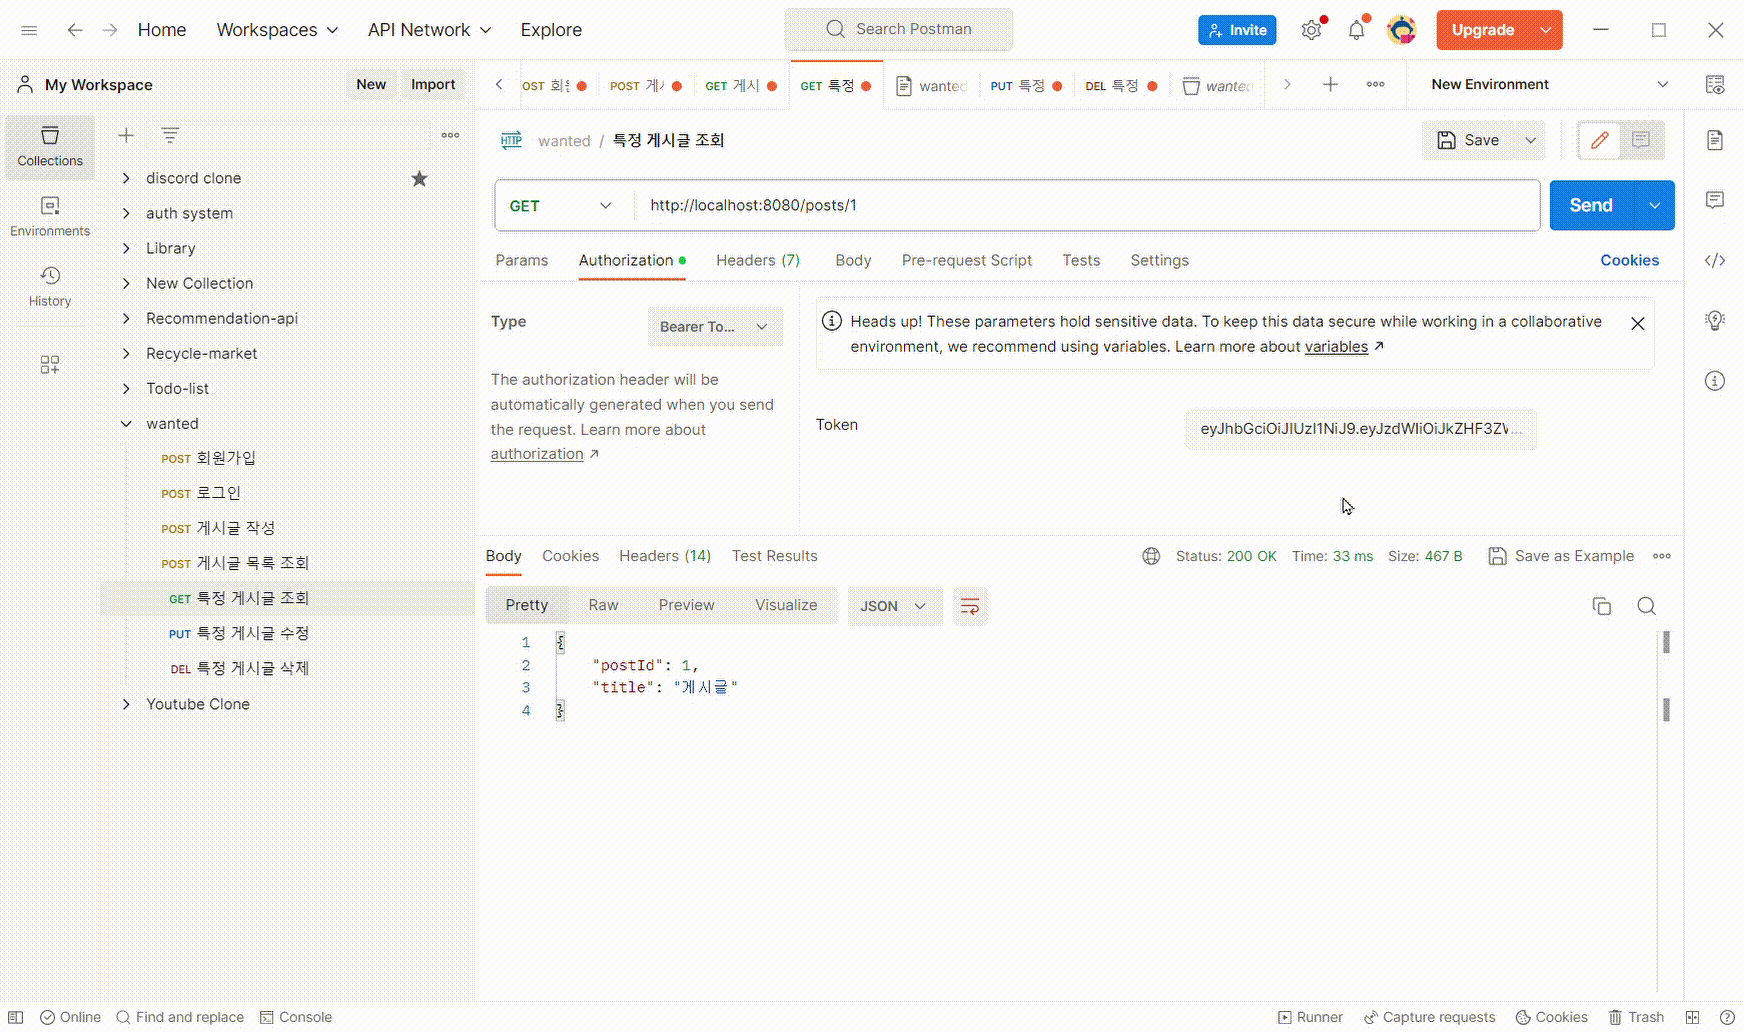 Home Workspaces API Network Explore Search Postman Invite Upgrade
My Workspace New Import
OST 회원 POST 게시 GET 게시 GET 특정 wanted PUT 특정 DEL 특정 wanted New Environment
Collections
Environments
History
discord clone
auth system
Library
New Collection
Recommendation-api
Recycle-market
Todo-list
wanted
POST 회원가입
POST 로그인
POST 게시글 작성
POST 게시글 목록 조회
GET 특정 게시글 조회
PUT 특정 게시글 수정
DEL 특정 게시글 삭제
Youtube Clone
HTTP wanted / 특정 게시글 조회 Save
GET http://localhost:8080/posts/1 Send
Params Authorization Headers (7) Body Pre-request Script Tests Settings Cookies
Type Bearer To...
The authorization header will be
automatically generated when you send
the request. Learn more about
authorization ↗
Heads up! These parameters hold sensitive data. To keep this data secure while working in a collaborative
environment, we recommend using variables. Learn more about variables ↗
Token
Body Cookies Headers (14) Test Results Status: 200 OK Time: 33 ms Size: 467 B Save as Example
Pretty Raw Preview Visualize JSON
1 {
2 "postId": 1,
3 "title": "게시글"
4 }
Online Find and replace Console Runner Capture requests Cookies Trash